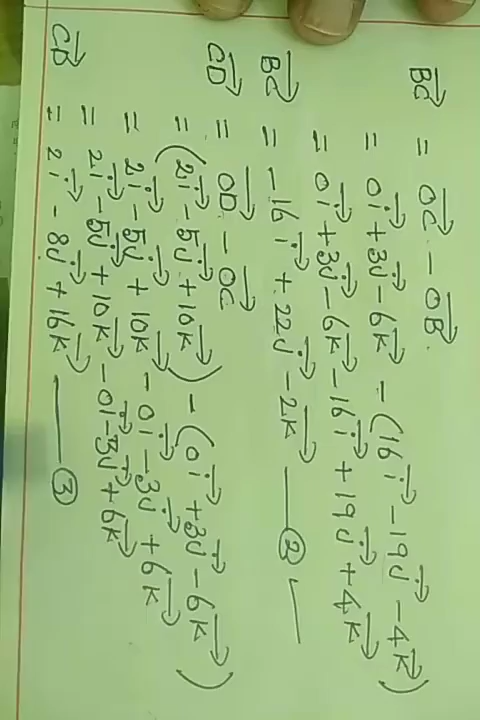 BC⃗ = OC⃗ - OB⃗
= 0i⃗ + 3j⃗ - 6k⃗ - (16i⃗ - 19j⃗ - 4k⃗)
= 0i⃗ + 3j⃗ - 6k⃗ - 16i⃗ + 19j⃗ + 4k⃗
BC⃗ = -16i⃗ + 22j⃗ - 2k⃗ — ②
CD⃗ = OD⃗ - OC⃗
= (2i⃗ - 5j⃗ + 10k⃗) - (0i⃗ + 3j⃗ - 6k⃗)
= 2i⃗ - 5j⃗ + 10k⃗ - 0i⃗ - 3j⃗ + 6k⃗
= 2i⃗ - 5j⃗ + 10k⃗ - 0i⃗ - 3j⃗ + 6k⃗
CD⃗ = 2i⃗ - 8j⃗ + 16k⃗ — ③